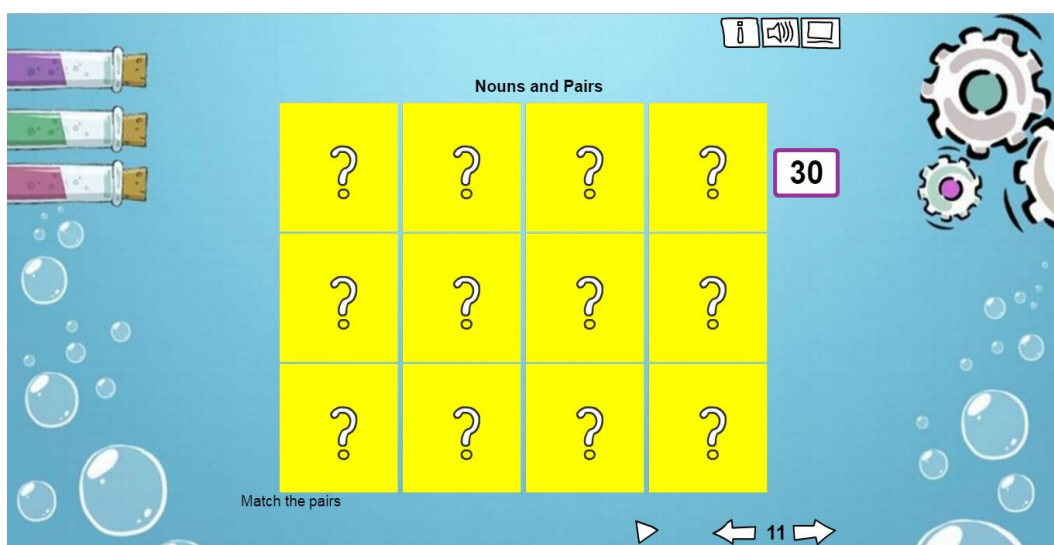 i
Nouns and Pairs
? ? ? ?
30
? ? ? ?
? ? ? ?
Match the pairs
11